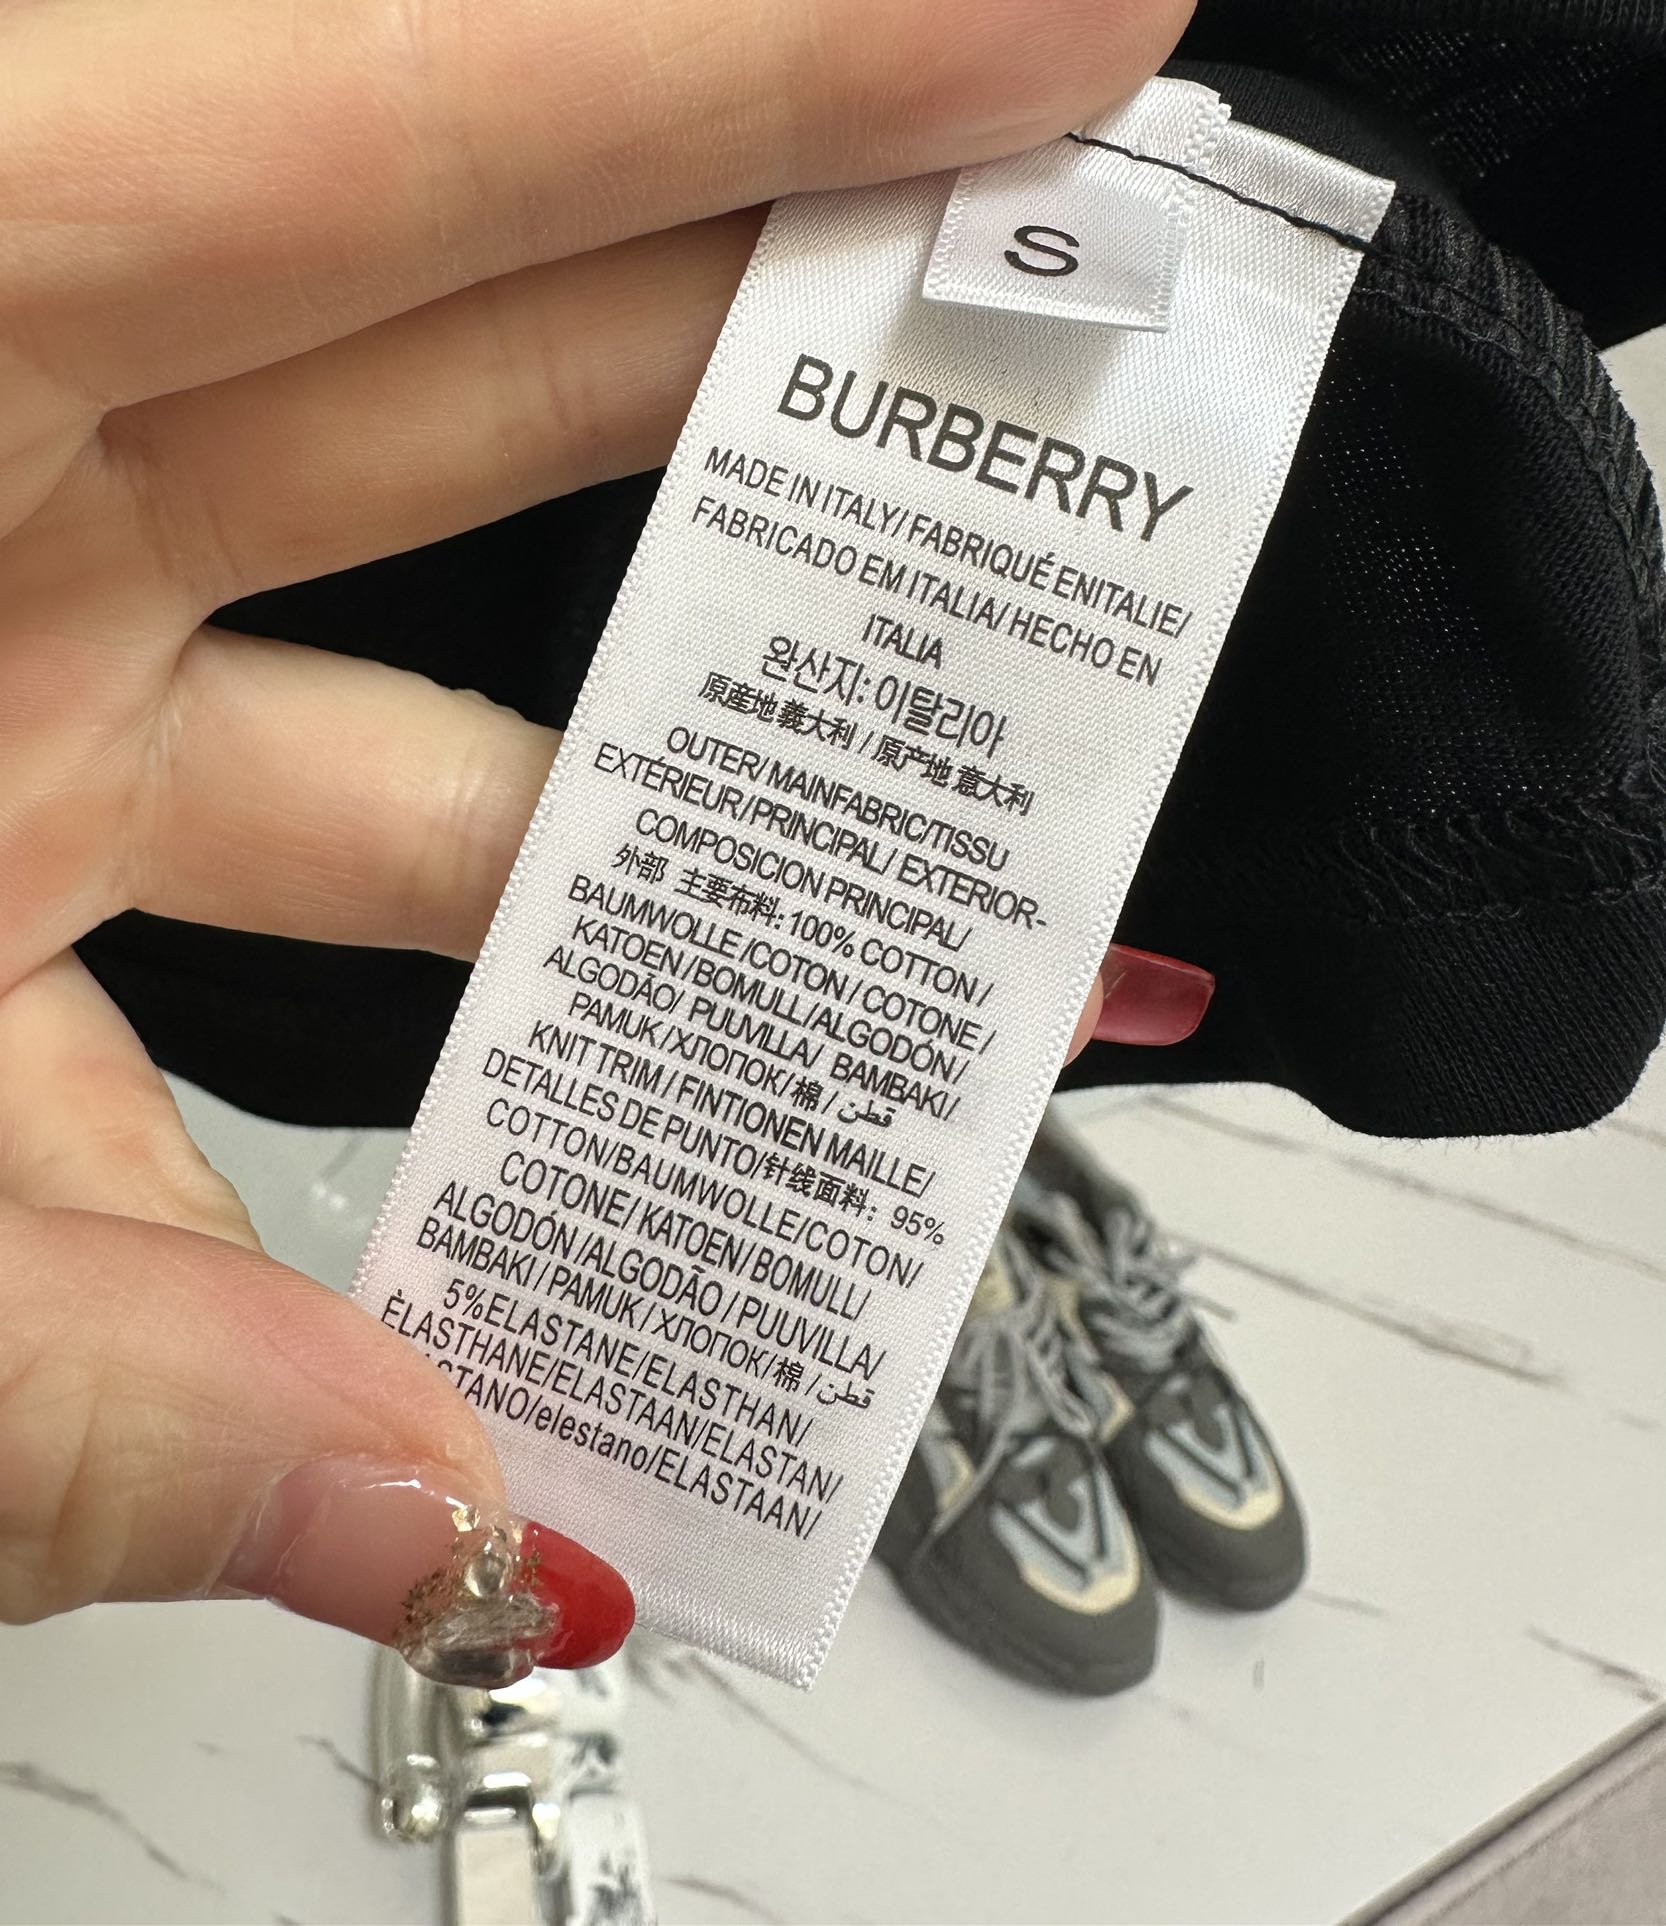 S
BURBERRY
MADE IN ITALY/ FABRIQUÉ ENITALIE/
FABRICADO EM ITALIA/ HECHO EN
ITALIA
완산지: 이탈리아
原産地 義大利 / 原产地 意大利
OUTER/ MAINFABRIC/TISSU
EXTÉRIEUR/PRINCIPAL/ EXTERIOR-
COMPOSICION PRINCIPAL/
外部 主要布料: 100% COTTON /
BAUMWOLLE /COTON / COTONE /
KATOEN /BOMULL/ALGODÓN /
ALGODÃO/ PUUVILLA/ BAMBAKI /
PAMUK / ХЛОПОК/ 棉 / قطن
KNIT TRIM / FINTIONEN MAILLE/
DETALLES DE PUNTO/针线面料: 95%
COTTON/BAUMWOLLE/COTON/
COTONE/ KATOEN/ BOMULL/
ALGODÓN /ALGODÃO / PUUVILLA/
BAMBAKI / PAMUK / ХЛОПОК/ 棉 / قطن
5%ELASTANE/ELASTHAN/
ÈLASTHANE/ELASTAAN/ELASTAN/
STANO/elestano/ELASTAAN/